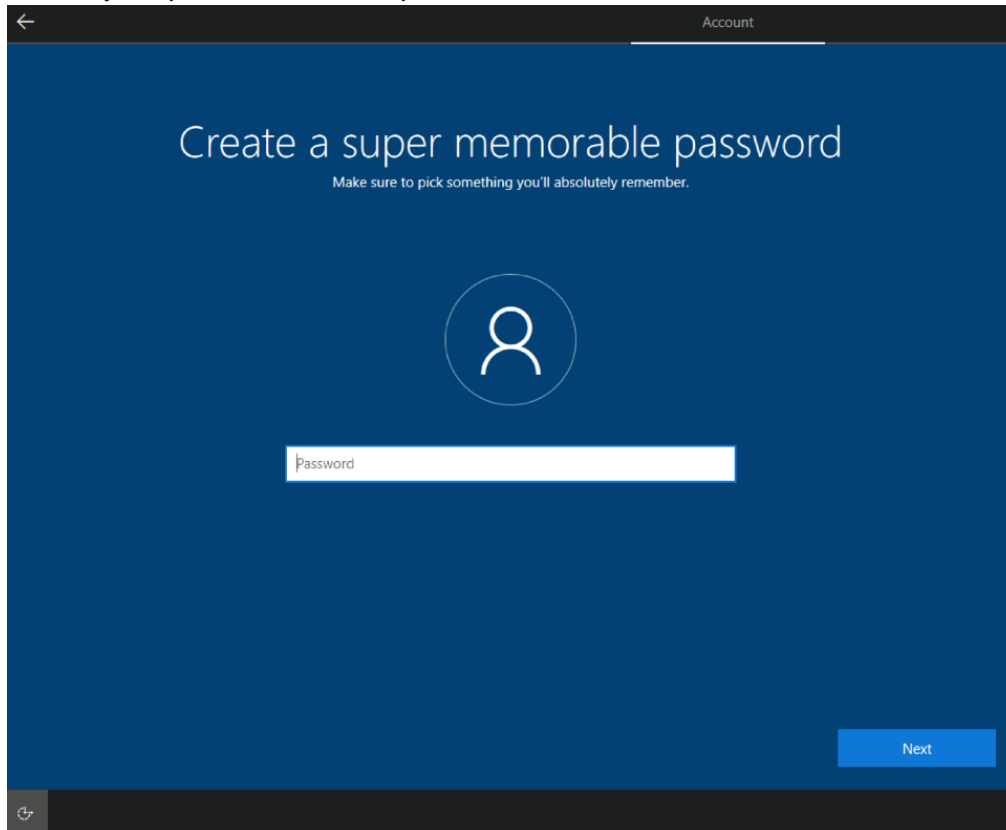 Account
Create a super memorable password
Make sure to pick something you'll absolutely remember.
Password
Next